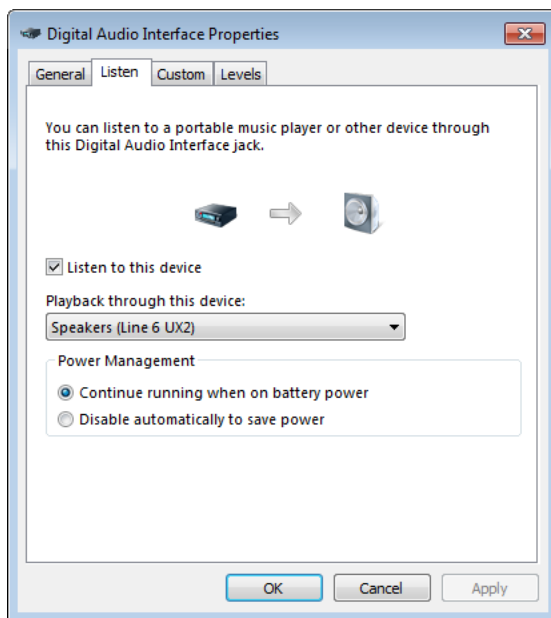 Digital Audio Interface Properties
General Listen Custom Levels
You can listen to a portable music player or other device through
this Digital Audio Interface jack.
Listen to this device
Playback through this device:
Speakers (Line 6 UX2)
Power Management
Continue running when on battery power
Disable automatically to save power
OK Cancel Apply